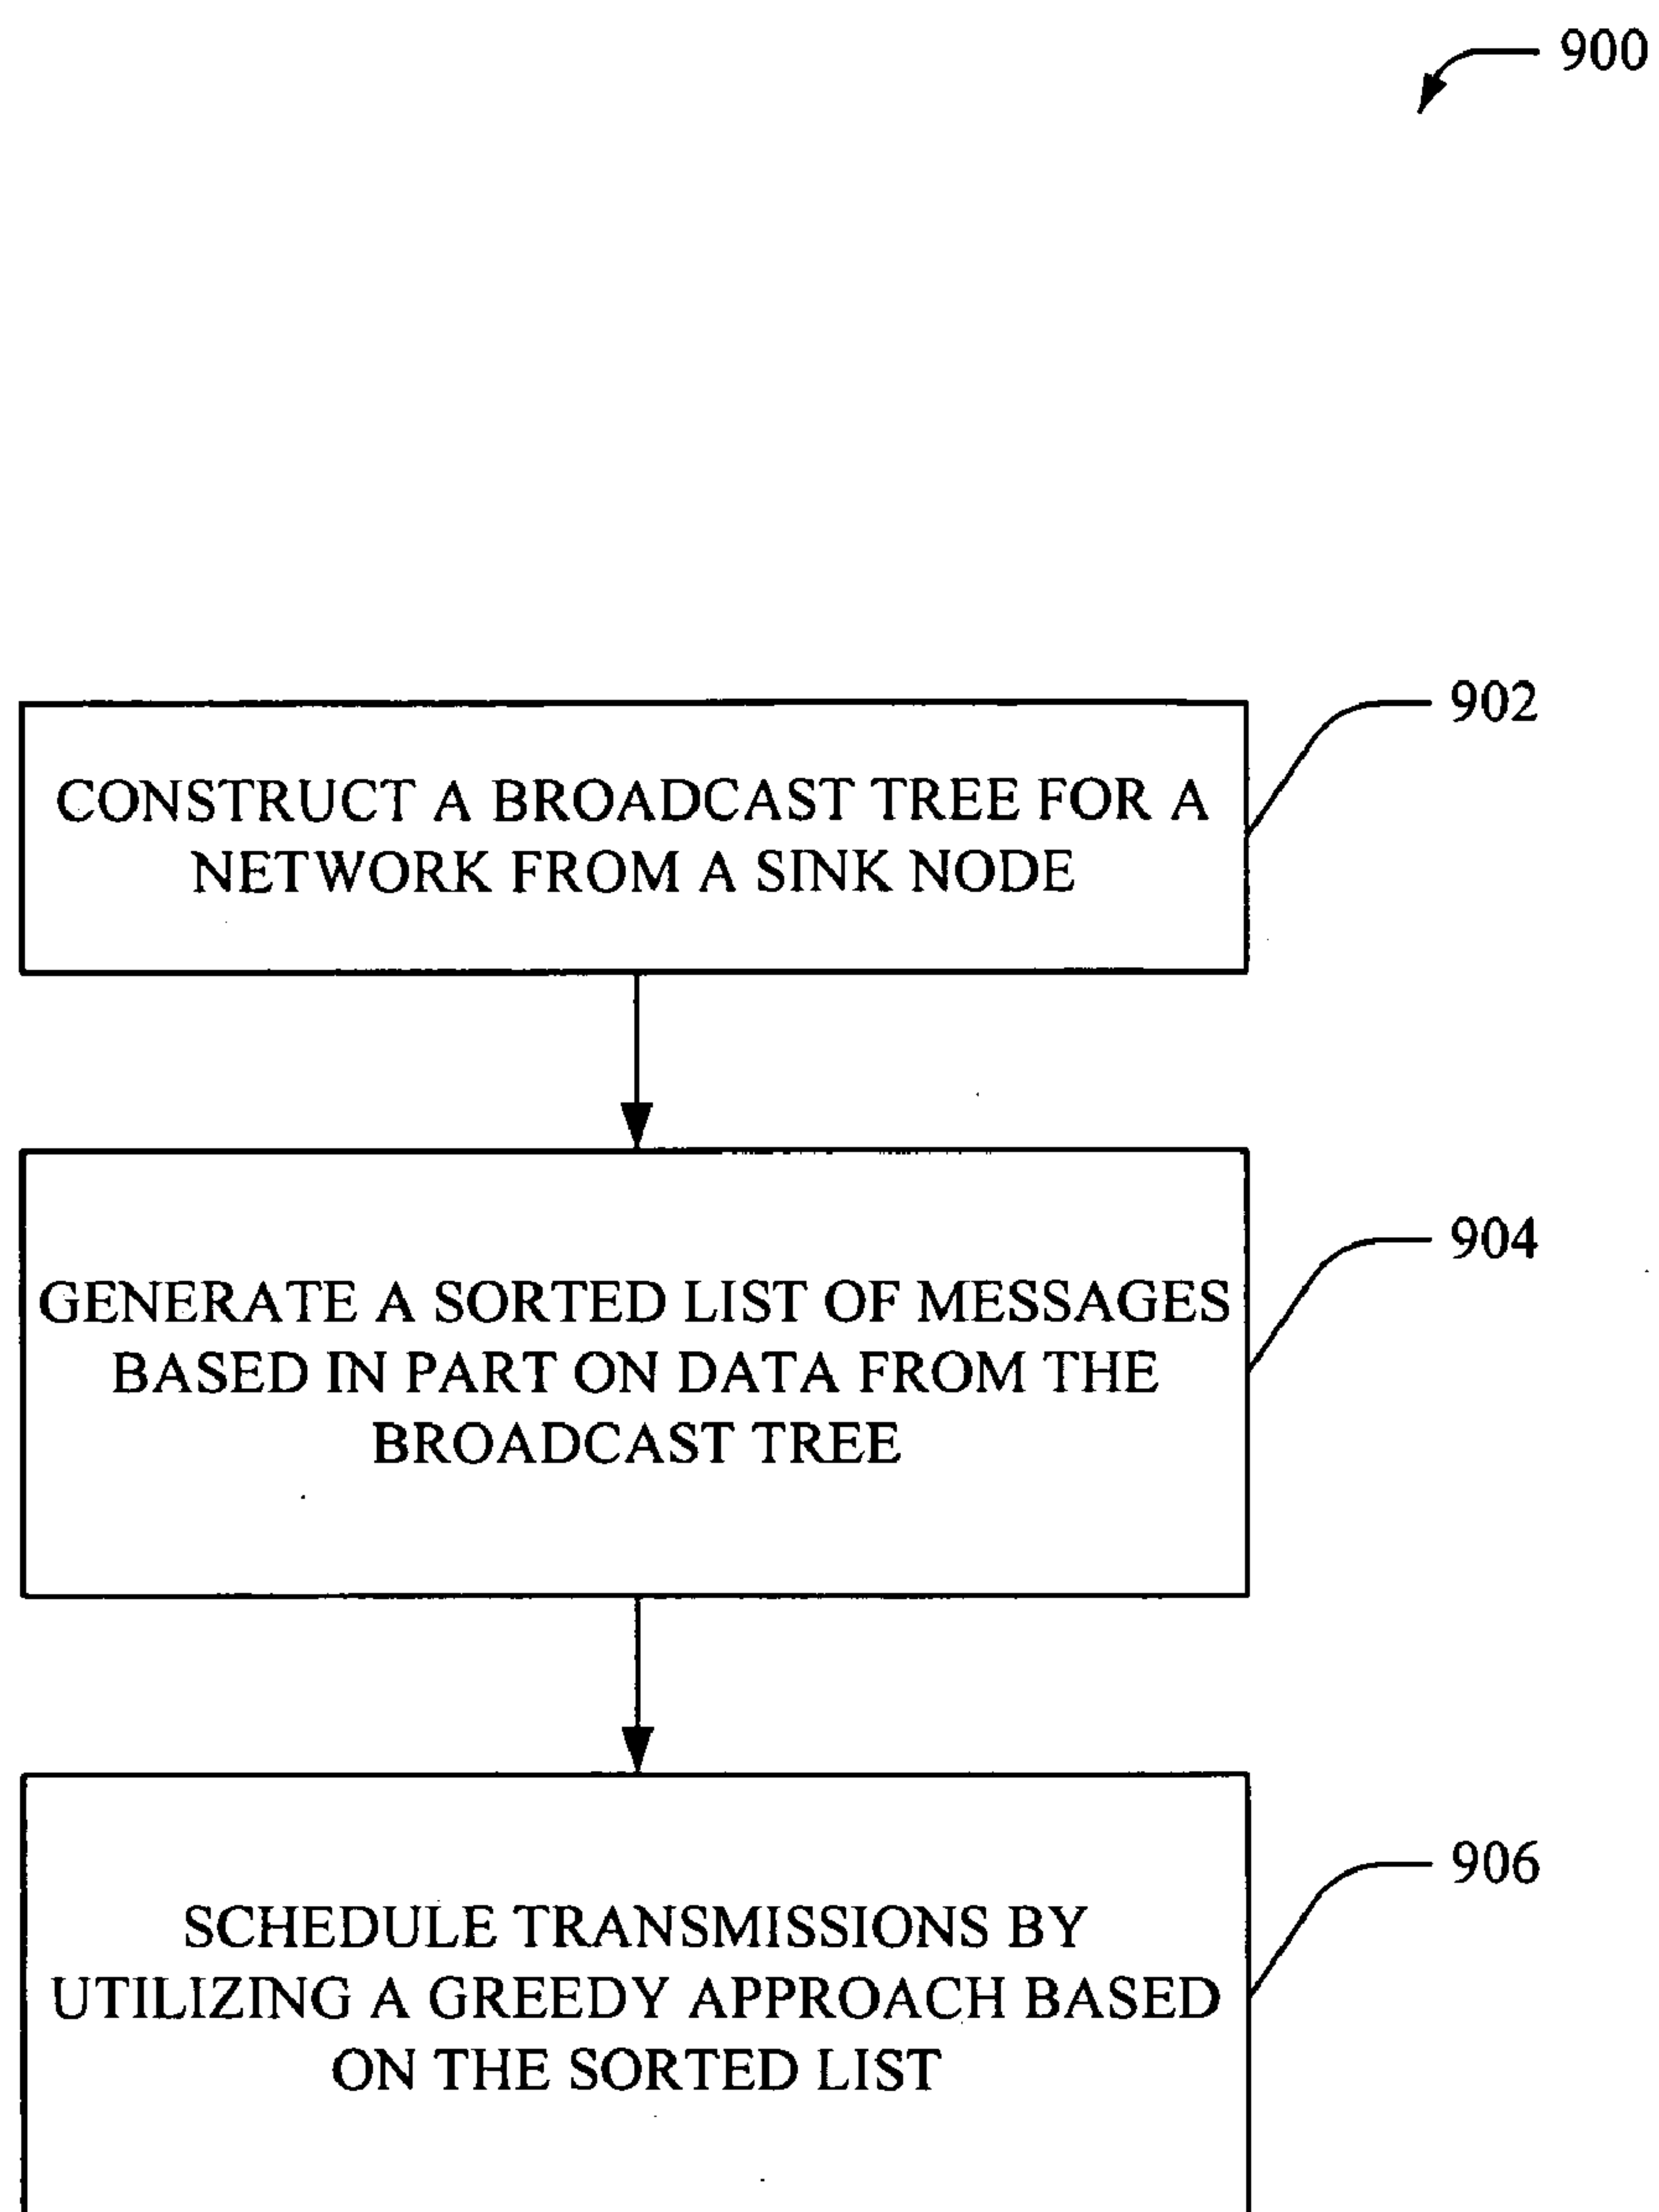 900
902
CONSTRUCT A BROADCAST TREE FOR A
NETWORK FROM A SINK NODE
904
GENERATE A SORTED LIST OF MESSAGES
BASED IN PART ON DATA FROM THE
BROADCAST TREE
906
SCHEDULE TRANSMISSIONS BY
UTILIZING A GREEDY APPROACH BASED
ON THE SORTED LIST